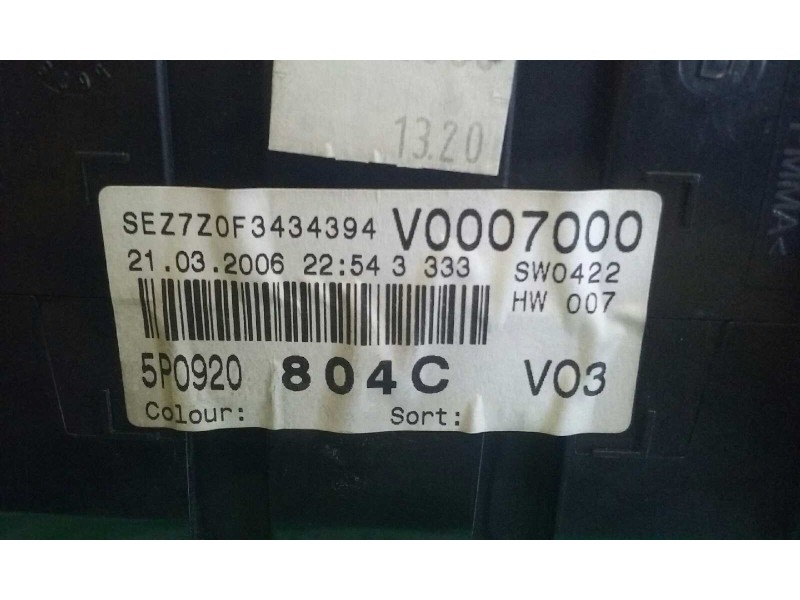 13.20
SEZ7Z0F3434394 V0007000
21.03.2006 22:54 3 333 SW0422
HW 007
5P0920 804C V03
Colour: Sort:
PMMA<